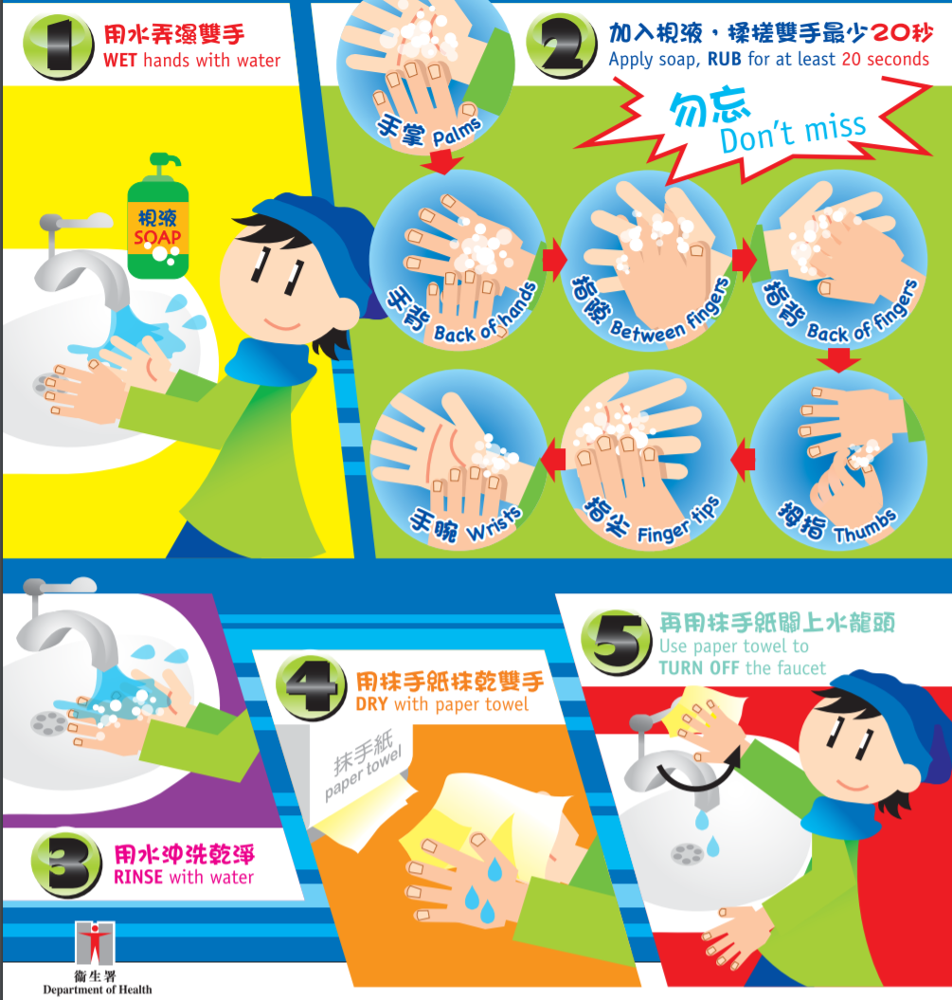 1
用水弄濕雙手
WET hands with water
梘液
SOAP
2
加入梘液，揉搓雙手最少20秒
Apply soap, RUB for at least 20 seconds
勿忘
Don't miss
手掌 Palms
手背 Back of hands
指隙 Between fingers
指背 Back of fingers
拇指 Thumbs
指尖 Finger tips
手腕 Wrists
3
用水沖洗乾淨
RINSE with water
4
用抹手紙抹乾雙手
DRY with paper towel
抹手紙
paper towel
5
再用抹手紙關上水龍頭
Use paper towel to
TURN OFF the faucet
衞生署
Department of Health